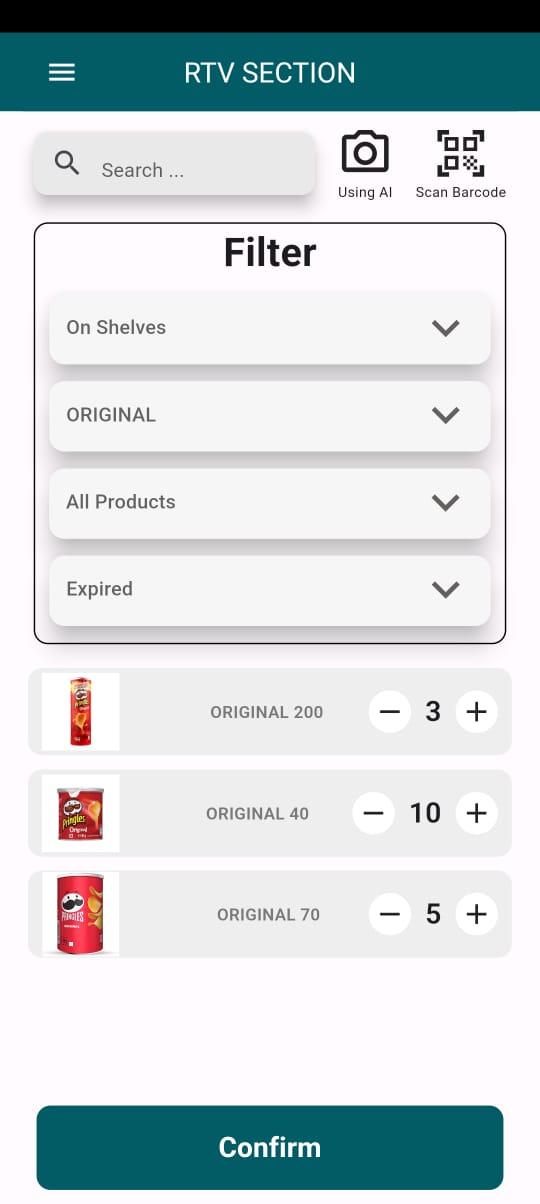 RTV SECTION
Search ...
Using AI
Scan Barcode
Filter
On Shelves
ORIGINAL
All Products
Expired
Pringles
ORIGINAL 200
3
Pringles
Original
ORIGINAL 40
10
PRINGLES
ORIGINAL
ORIGINAL 70
5
Confirm